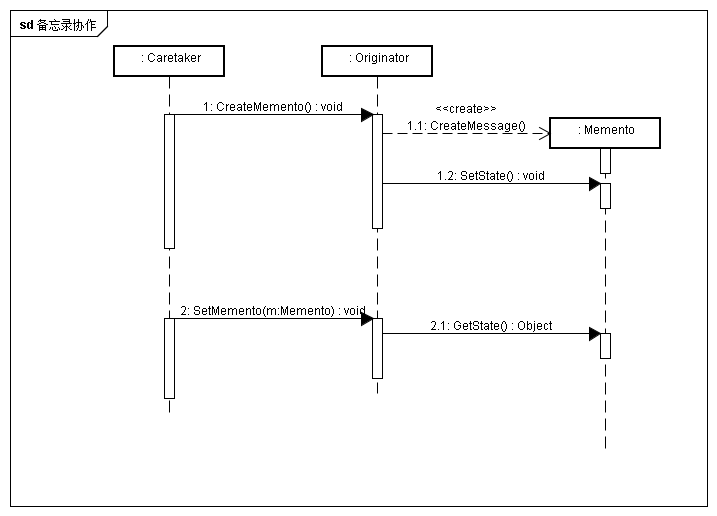 sd 备忘录协作
: Caretaker
: Originator
1: CreateMemento() : void
<<create>>
1.1: CreateMessage()
: Memento
1.2: SetState() : void
2: SetMemento(m:Memento) : void
2.1: GetState() : Object